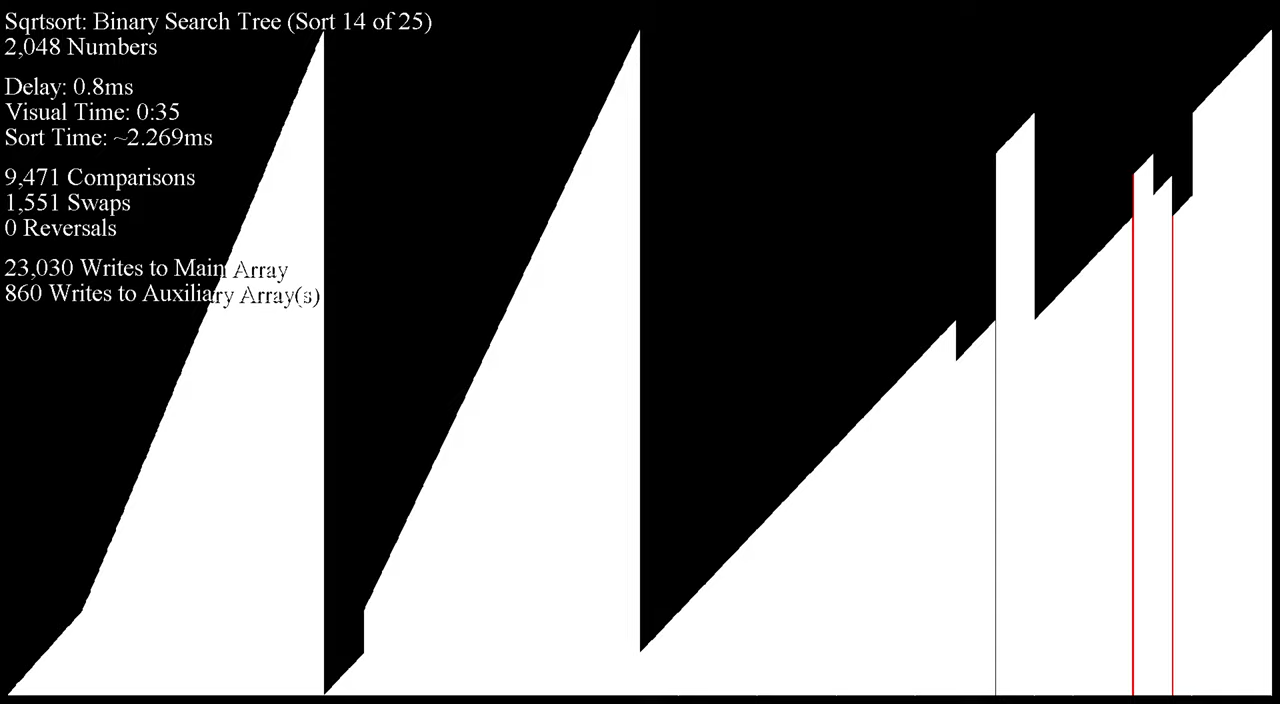 Sqrtsort: Binary Search Tree (Sort 14 of 25)
2,048 Numbers
Delay: 0.8ms
Visual Time: 0:35
Sort Time: ~2.269ms
9,471 Comparisons
1,551 Swaps
0 Reversals
23,030 Writes to Main Array
860 Writes to Auxiliary Array(s)